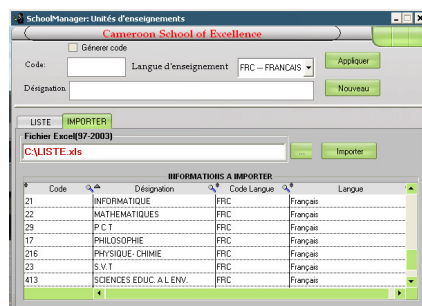 SchoolManager: Unités d'enseignements
Cameroon School of Excellence
Génerer code
Code: Langue d'enseignement FRC -- FRANCAIS Appliquer
Désignation Nouveau
LISTE IMPORTER
Fichier Excel(97-2003)
C:\LISTE.xls ... Importer
INFORMATIONS A IMPORTER
Code Désignation Code Langue Langue
21 INFORMATIQUE FRC Français
22 MATHEMATIQUES FRC Français
29 P C T FRC Français
17 PHILOSOPHIE FRC Français
216 PHYSIQUE- CHIMIE FRC Français
23 S.V.T FRC Français
413 SCIENCES EDUC. A L ENV. FRC Français